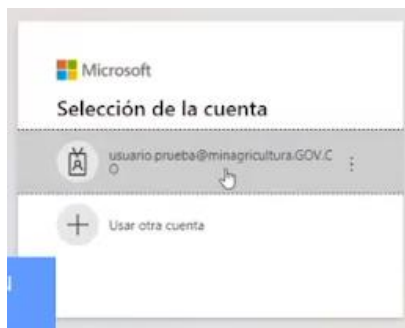 Microsoft
Selección de la cuenta
usuario.prueba@minagricultura.GOV.C
O
Usar otra cuenta